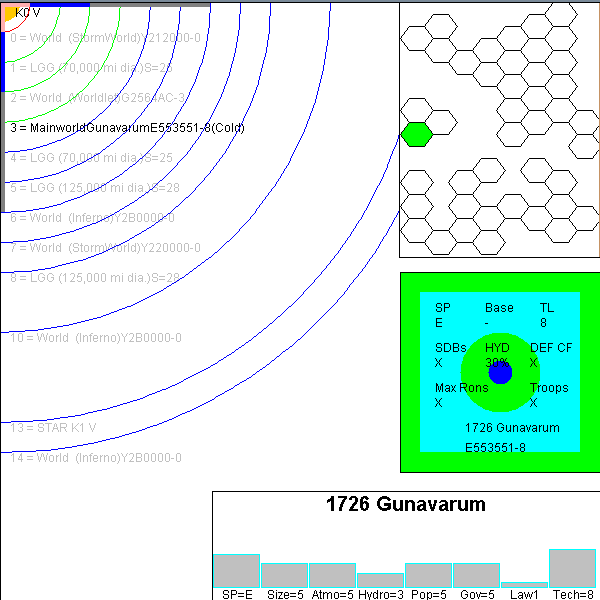 K0 V
0 = World (StormWorld)Y212000-0
1 = LGG (70,000 mi dia.)S=25
2 = World (Worldlet)G2564AC-3
3 = MainworldGunavarumE553551-8(Cold)
4 = LGG (70,000 mi dia.)S=25
5 = LGG (125,000 mi dia.)S=28
6 = World (Inferno)Y2B0000-0
7 = World (StormWorld)Y220000-0
8 = LGG (125,000 mi dia.)S=28
10 = World (Inferno)Y2B0000-0
13 = STAR K1 V
14 = World (Inferno)Y2B0000-0
SP Base TL
E - 8
SDBs HYD DEF CF
X 30% X
Max Rons Troops
X X
1726 Gunavarum
E553551-8
1726 Gunavarum
SP=E Size=5 Atmo=5 Hydro=3 Pop=5 Gov=5 Law1 Tech=8